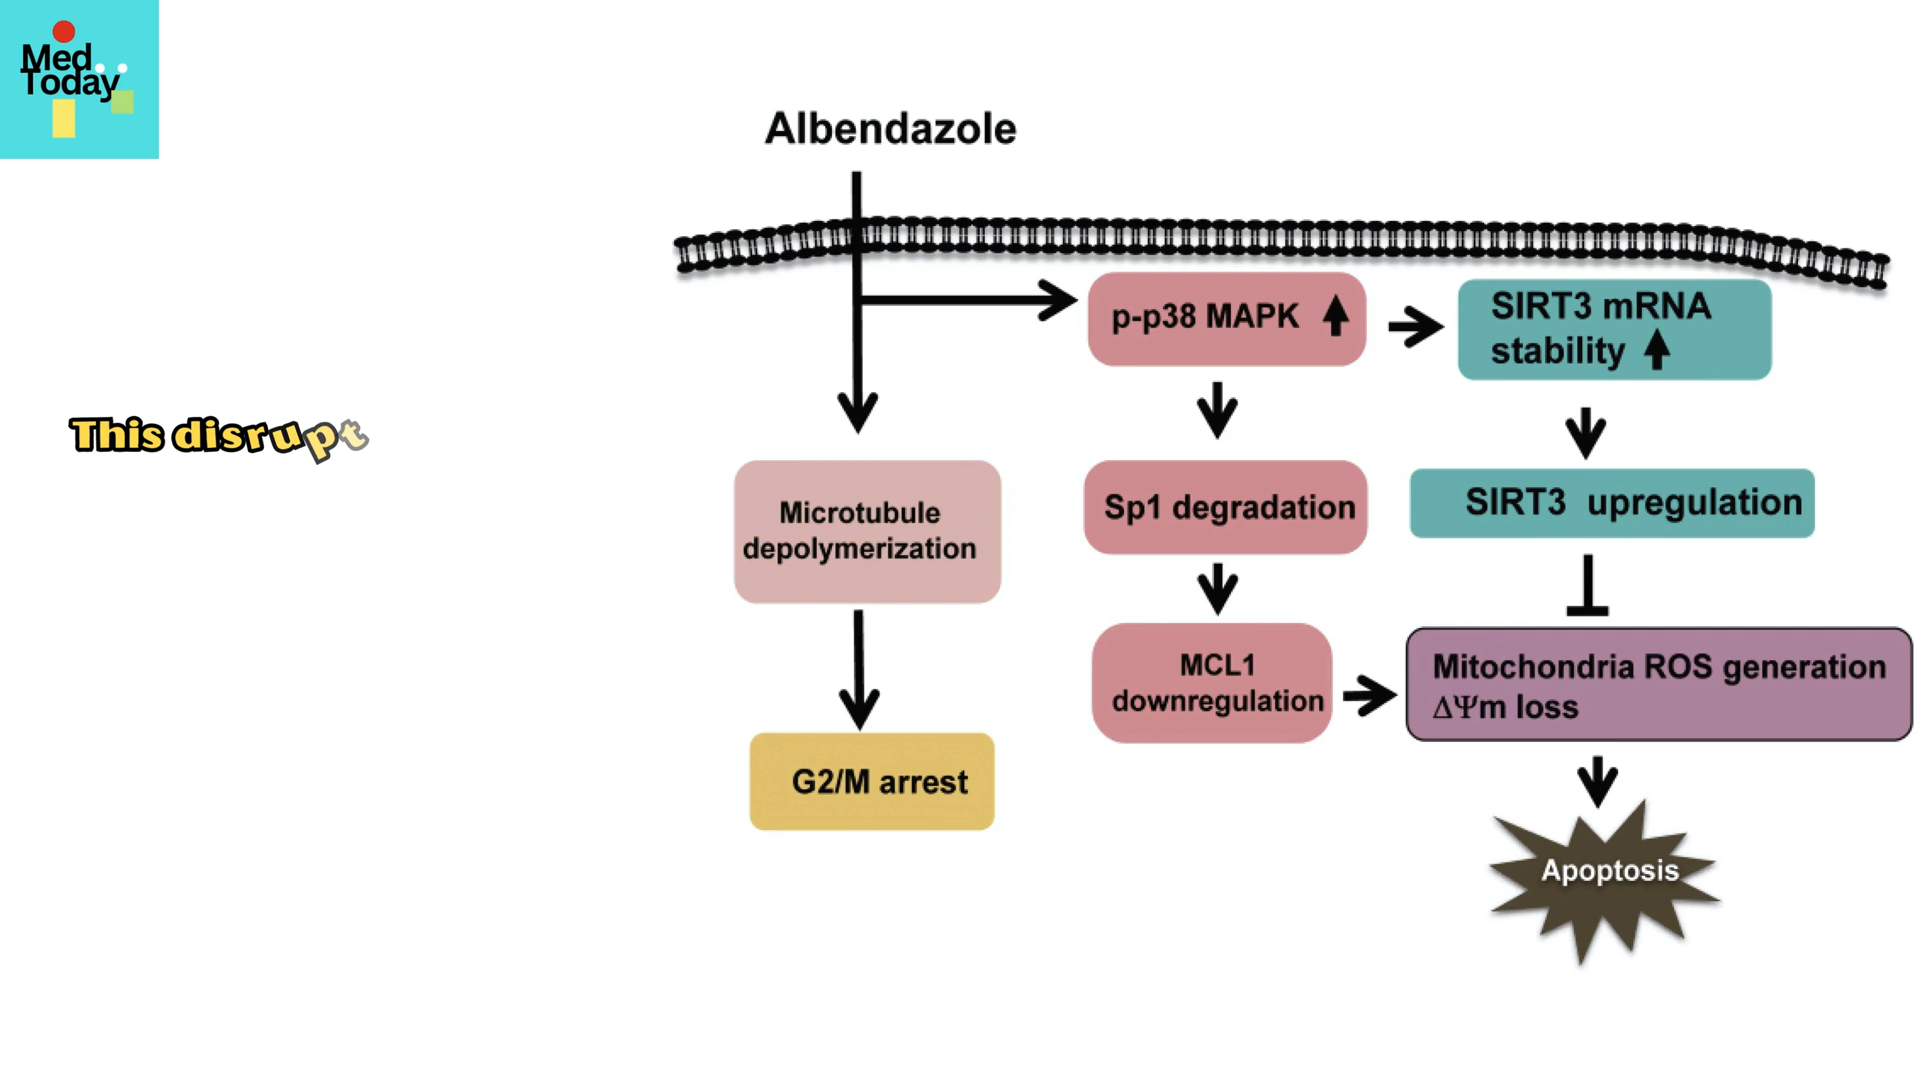 Med
Today
Albendazole
p-p38 MAPK
SIRT3 mRNA
stability
This disrupt
Microtubule
depolymerization
Sp1 degradation
SIRT3 upregulation
MCL1
downregulation
Mitochondria ROS generation
ΔΨm loss
G2/M arrest
Apoptosis